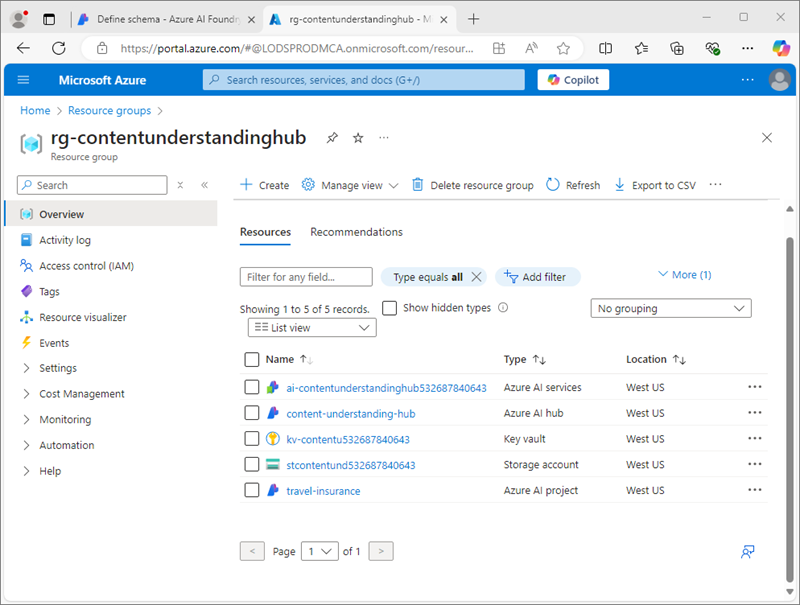 Define schema - Azure AI Foundry
rg-contentunderstandinghub - M
https://portal.azure.com/#@LODSPRODMCA.onmicrosoft.com/resour...
Microsoft Azure
Search resources, services, and docs (G+/)
Copilot
Home > Resource groups >
rg-contentunderstandinghub
Resource group
Search
Create
Manage view
Delete resource group
Refresh
Export to CSV
Overview
Activity log
Access control (IAM)
Tags
Resource visualizer
Events
Settings
Cost Management
Monitoring
Automation
Help
Resources Recommendations
Filter for any field...
Type equals all
Add filter
More (1)
Showing 1 to 5 of 5 records.
Show hidden types
No grouping
List view
Name Type Location
ai-contentunderstandinghub532687840643 Azure AI services West US
content-understanding-hub Azure AI hub West US
kv-contentu532687840643 Key vault West US
stcontentund532687840643 Storage account West US
travel-insurance Azure AI project West US
< Page 1 of 1 >